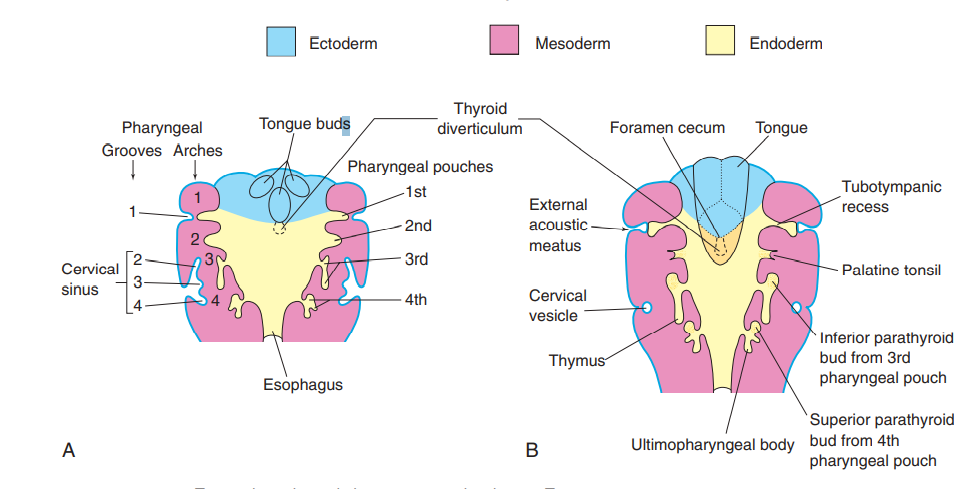 Ectoderm
Mesoderm
Endoderm
Pharyngeal
Grooves Arches
Tongue buds
Thyroid
diverticulum
Pharyngeal pouches
1st
2nd
3rd
4th
1
2
3
4
1
Cervical
sinus
2
3
4
Esophagus
A
Foramen cecum
Tongue
External
acoustic
meatus
Tubotympanic
recess
Palatine tonsil
Cervical
vesicle
Thymus
Inferior parathyroid
bud from 3rd
pharyngeal pouch
Superior parathyroid
bud from 4th
pharyngeal pouch
Ultimopharyngeal body
B